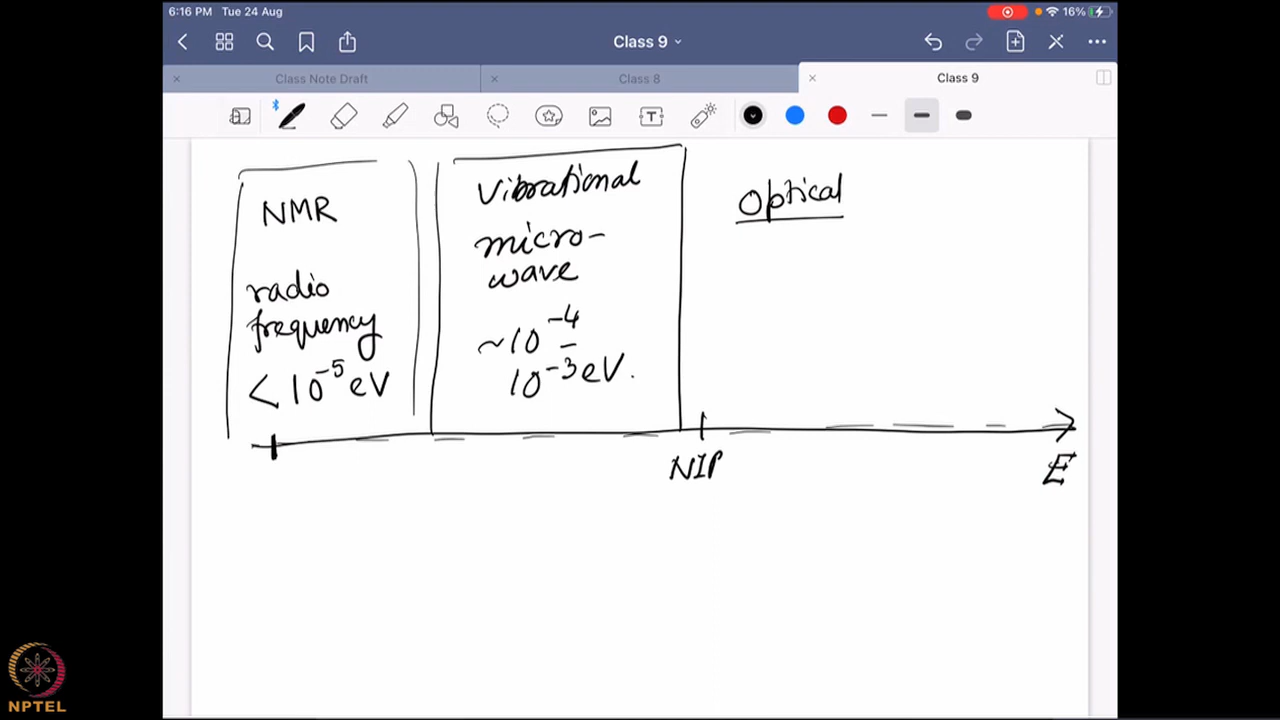 6:16 PM Tue 24 Aug
16%
Class 9
Class Note Draft
Class 8
Class 9
T
NMR
radio
frequency
< 10^-5 eV
Vibrational
micro-
wave
~10^-4
–
10^-3 eV.
Optical
E
NPTEL